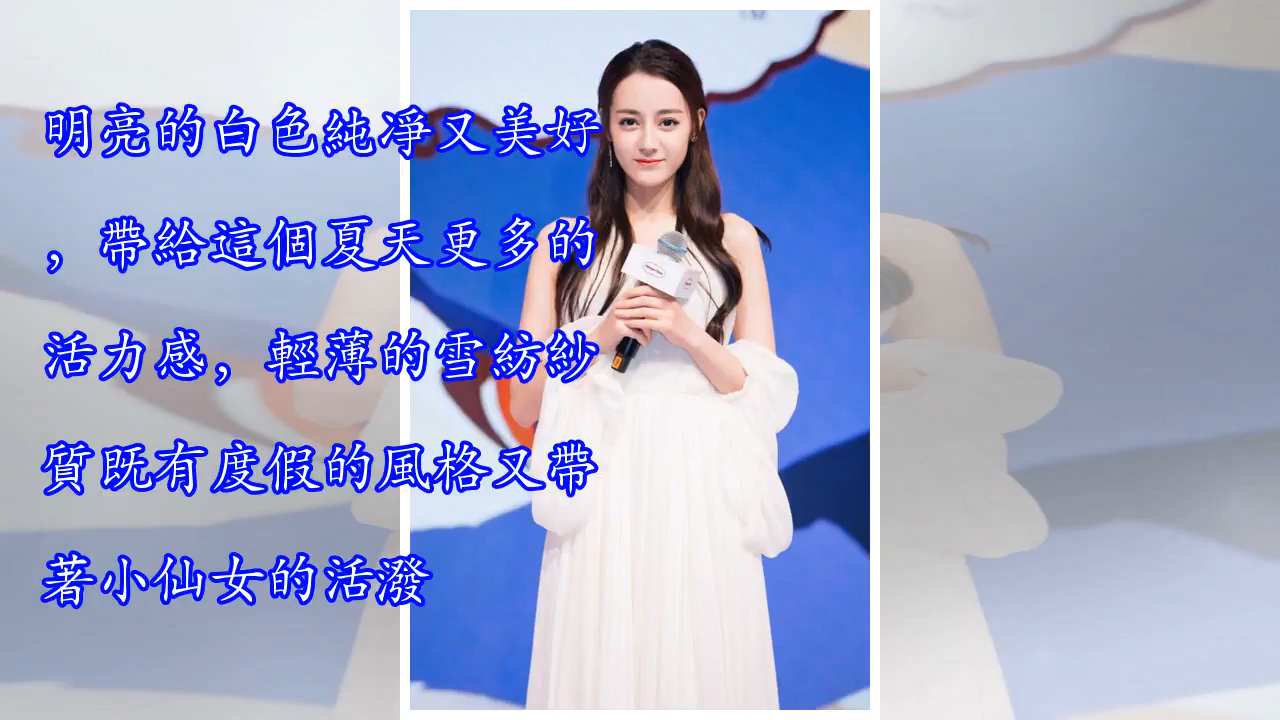 明亮的白色純淨又美好
，帶給這個夏天更多的
活力感，輕薄的雪紡紗
質既有度假的風格又帶
著小仙女的活潑